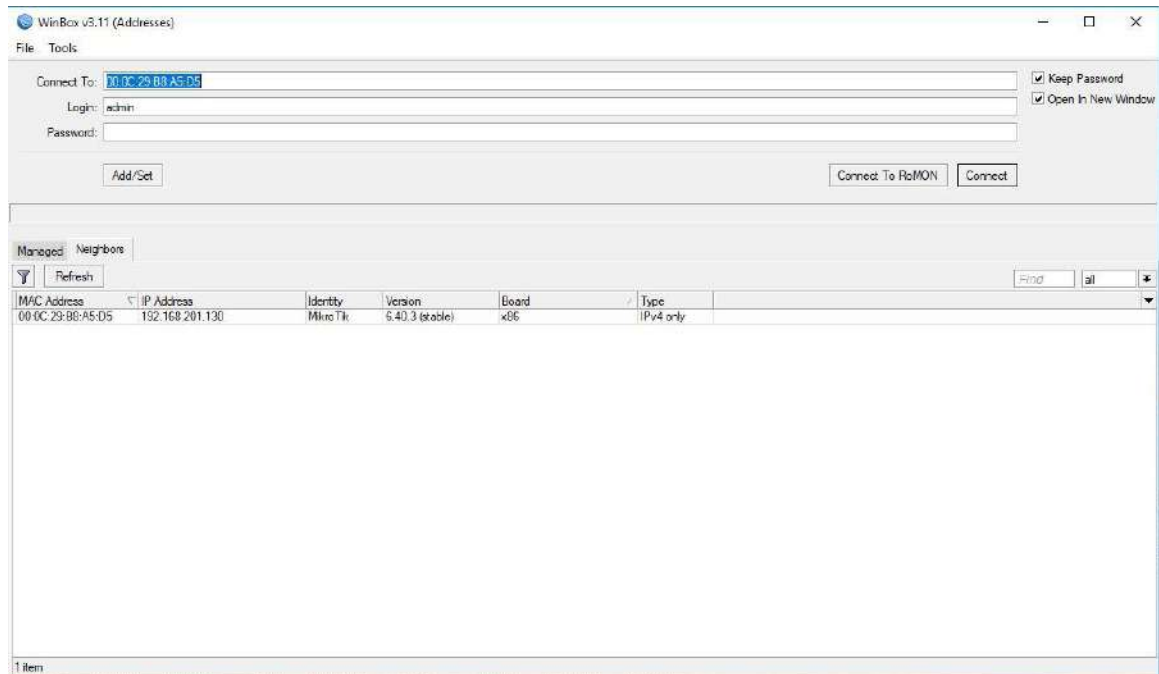 WinBox v3.11 (Addresses)
File Tools
Connect To: 00:0C:29:B8:A5:D5
Keep Password
Login: admin
Open In New Window
Password:
Add/Set
Connect To RoMON
Connect
Managed Neighbors
Refresh
Find all
MAC Address IP Address Identity Version Board Type
00:0C:29:B8:A5:D5 192.168.201.130 MikroTik 6.40.3 (stable) x86 IPv4 only
1 item